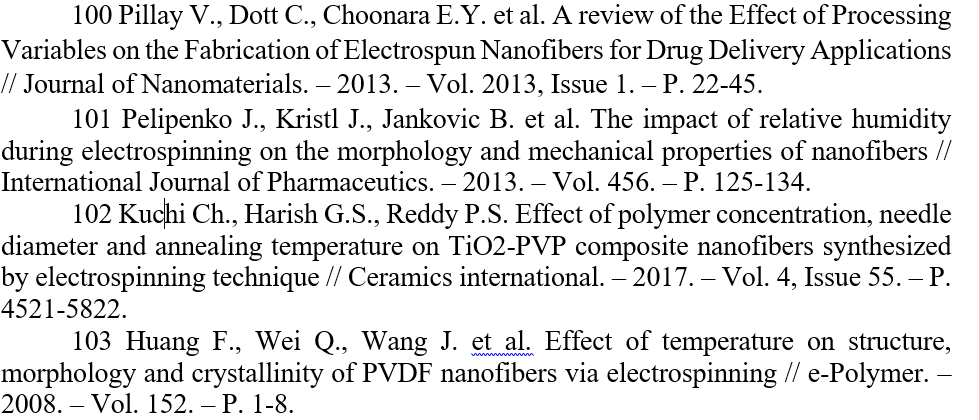 100 Pillay V., Dott C., Choonara E.Y. et al. A review of the Effect of Processing
Variables on the Fabrication of Electrospun Nanofibers for Drug Delivery Applications
// Journal of Nanomaterials. – 2013. – Vol. 2013, Issue 1. – P. 22-45.
101 Pelipenko J., Kristl J., Jankovic B. et al. The impact of relative humidity
during electrospinning on the morphology and mechanical properties of nanofibers //
International Journal of Pharmaceutics. – 2013. – Vol. 456. – P. 125-134.
102 Kuchi Ch., Harish G.S., Reddy P.S. Effect of polymer concentration, needle
diameter and annealing temperature on TiO2-PVP composite nanofibers synthesized
by electrospinning technique // Ceramics international. – 2017. – Vol. 4, Issue 55. – P.
4521-5822.
103 Huang F., Wei Q., Wang J. et al. Effect of temperature on structure,
morphology and crystallinity of PVDF nanofibers via electrospinning // e-Polymer. –
2008. – Vol. 152. – P. 1-8.